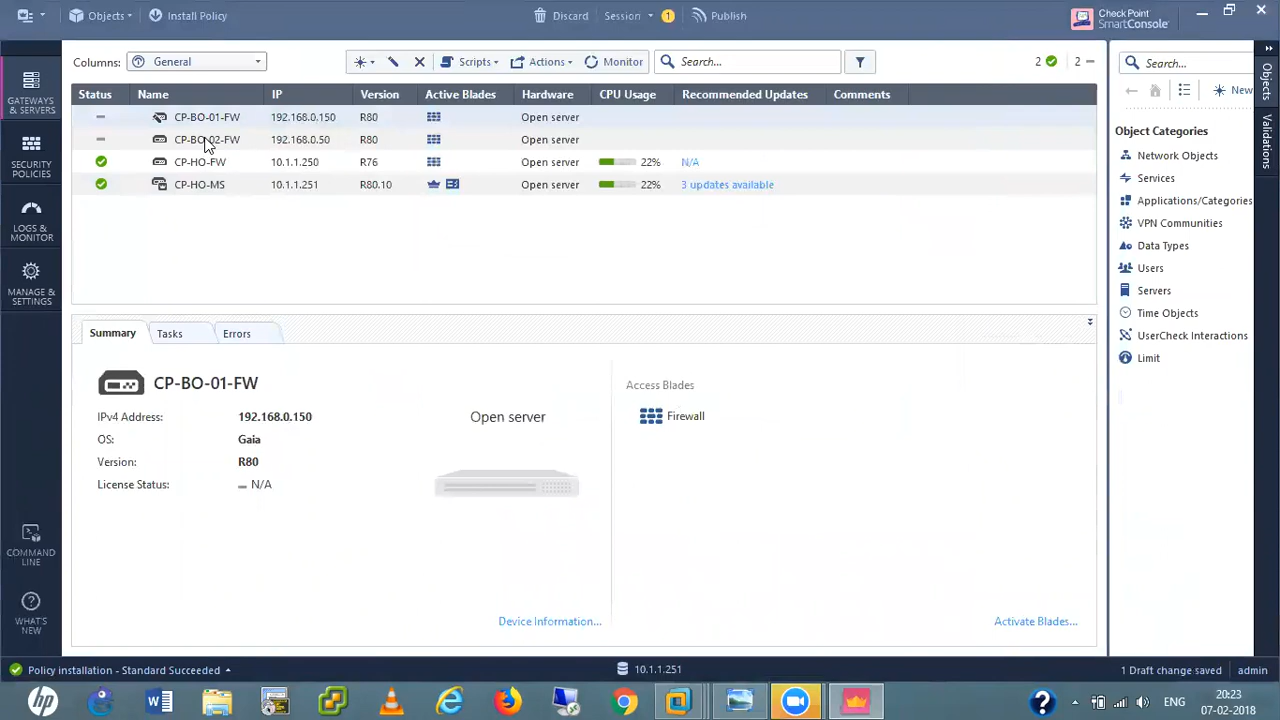 Objects
Install Policy
Discard
Session
1
Publish
Check Point
SmartConsole
Columns:
General
Scripts
Actions
Monitor
Search...
2
2
Search...
New
Status
Name
IP
Version
Active Blades
Hardware
CPU Usage
Recommended Updates
Comments
CP-BO-01-FW 192.168.0.150 R80 Open server
CP-BO-02-FW 192.168.0.50 R80 Open server
CP-HO-FW 10.1.1.250 R76 Open server 22% N/A
CP-HO-MS 10.1.1.251 R80.10 Open server 22% 3 updates available
GATEWAYS
& SERVERS
SECURITY
POLICIES
LOGS &
MONITOR
MANAGE &
SETTINGS
COMMAND
LINE
WHAT'S
NEW
Summary
Tasks
Errors
CP-BO-01-FW
IPv4 Address: 192.168.0.150
OS: Gaia
Version: R80
License Status: N/A
Open server
Device Information...
Access Blades
Firewall
Activate Blades...
Object Categories
Network Objects
Services
Applications/Categories
VPN Communities
Data Types
Users
Servers
Time Objects
UserCheck Interactions
Limit
Objects
Validations
Policy installation - Standard Succeeded
10.1.1.251
1 Draft change saved
admin
ENG
20:23
07-02-2018